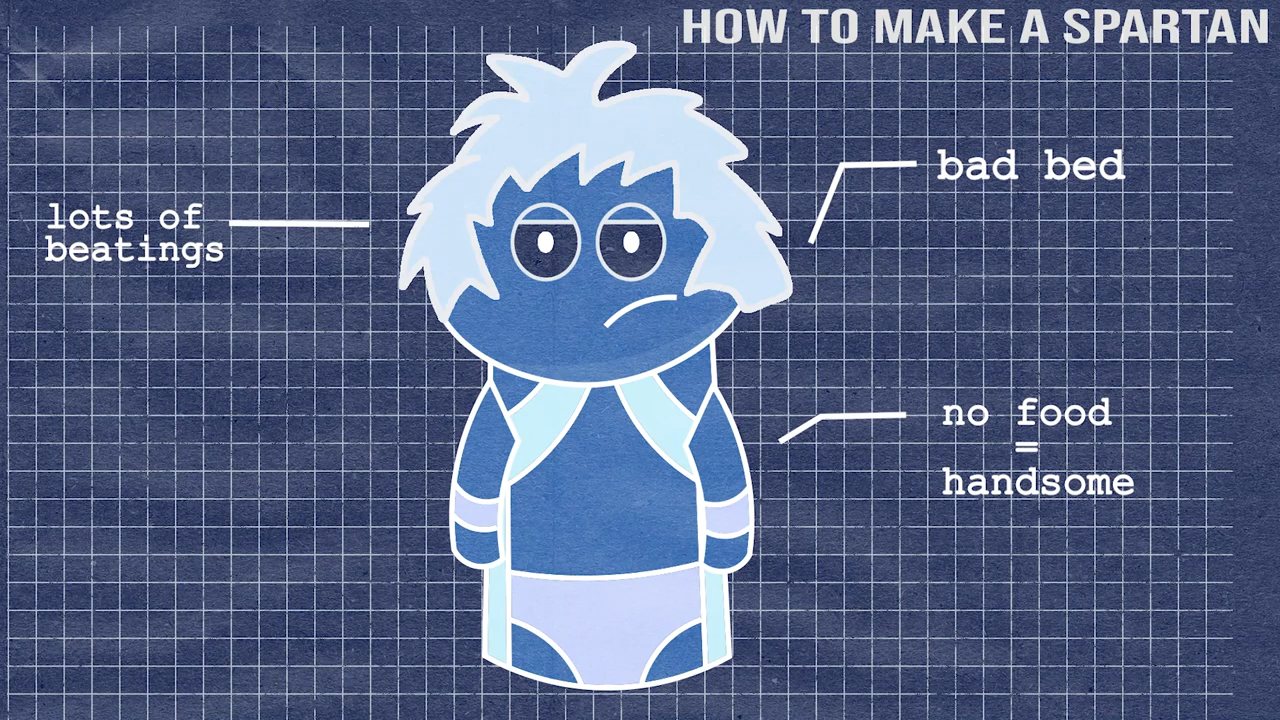 HOW TO MAKE A SPARTAN
bad bed
lots of
beatings
no food
=
handsome